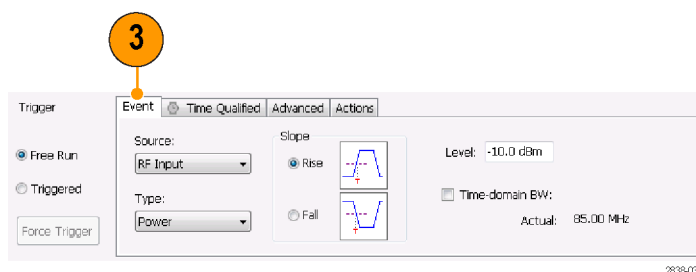 3
Trigger
Event Time Qualified Advanced Actions
Free Run
Triggered
Force Trigger
Source:
RF Input
Type:
Power
Slope
Rise
Fall
Level: -10.0 dBm
Time-domain BW:
Actual: 85.00 MHz